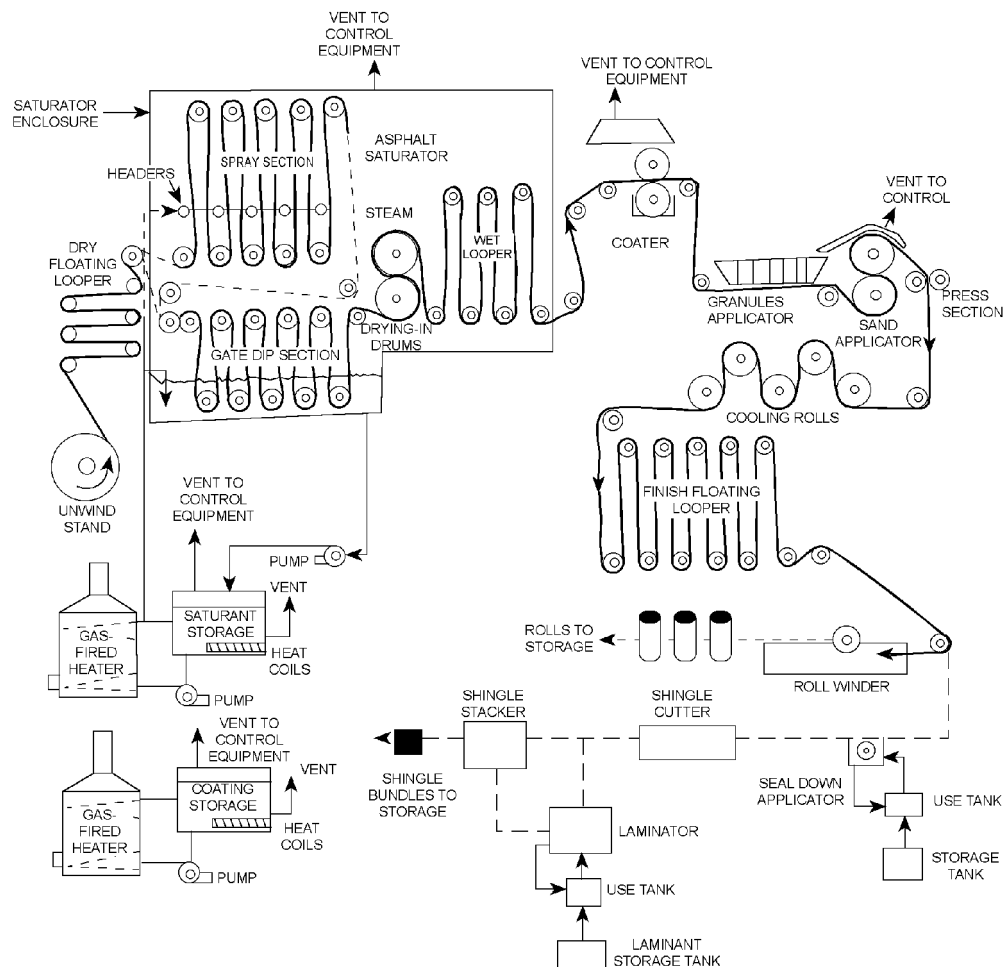 VENT TO
CONTROL
EQUIPMENT
VENT TO CONTROL
EQUIPMENT
SATURATOR
ENCLOSURE
ASPHALT
SATURATOR
SPRAY SECTION
HEADERS
VENT TO
CONTROL
STEAM
DRY
FLOATING
LOOPER
WET
LOOPER
COATER
GRANULES
APPLICATOR
PRESS
SECTION
SAND
APPLICATOR
DRYING-IN
DRUMS
GATE DIP SECTION
COOLING ROLLS
UNWIND
STAND
VENT TO
CONTROL
EQUIPMENT
FINISH FLOATING
LOOPER
PUMP
VENT
SATURANT
STORAGE
GAS-
FIRED
HEATER
HEAT
COILS
PUMP
ROLLS TO
STORAGE
ROLL WINDER
VENT TO
CONTROL
EQUIPMENT
SHINGLE
STACKER
SHINGLE
CUTTER
VENT
COATING
STORAGE
GAS-
FIRED
HEATER
HEAT
COILS
PUMP
SHINGLE
BUNDLES TO
STORAGE
SEAL DOWN
APPLICATOR
USE TANK
LAMINATOR
STORAGE
TANK
USE TANK
LAMINANT
STORAGE TANK